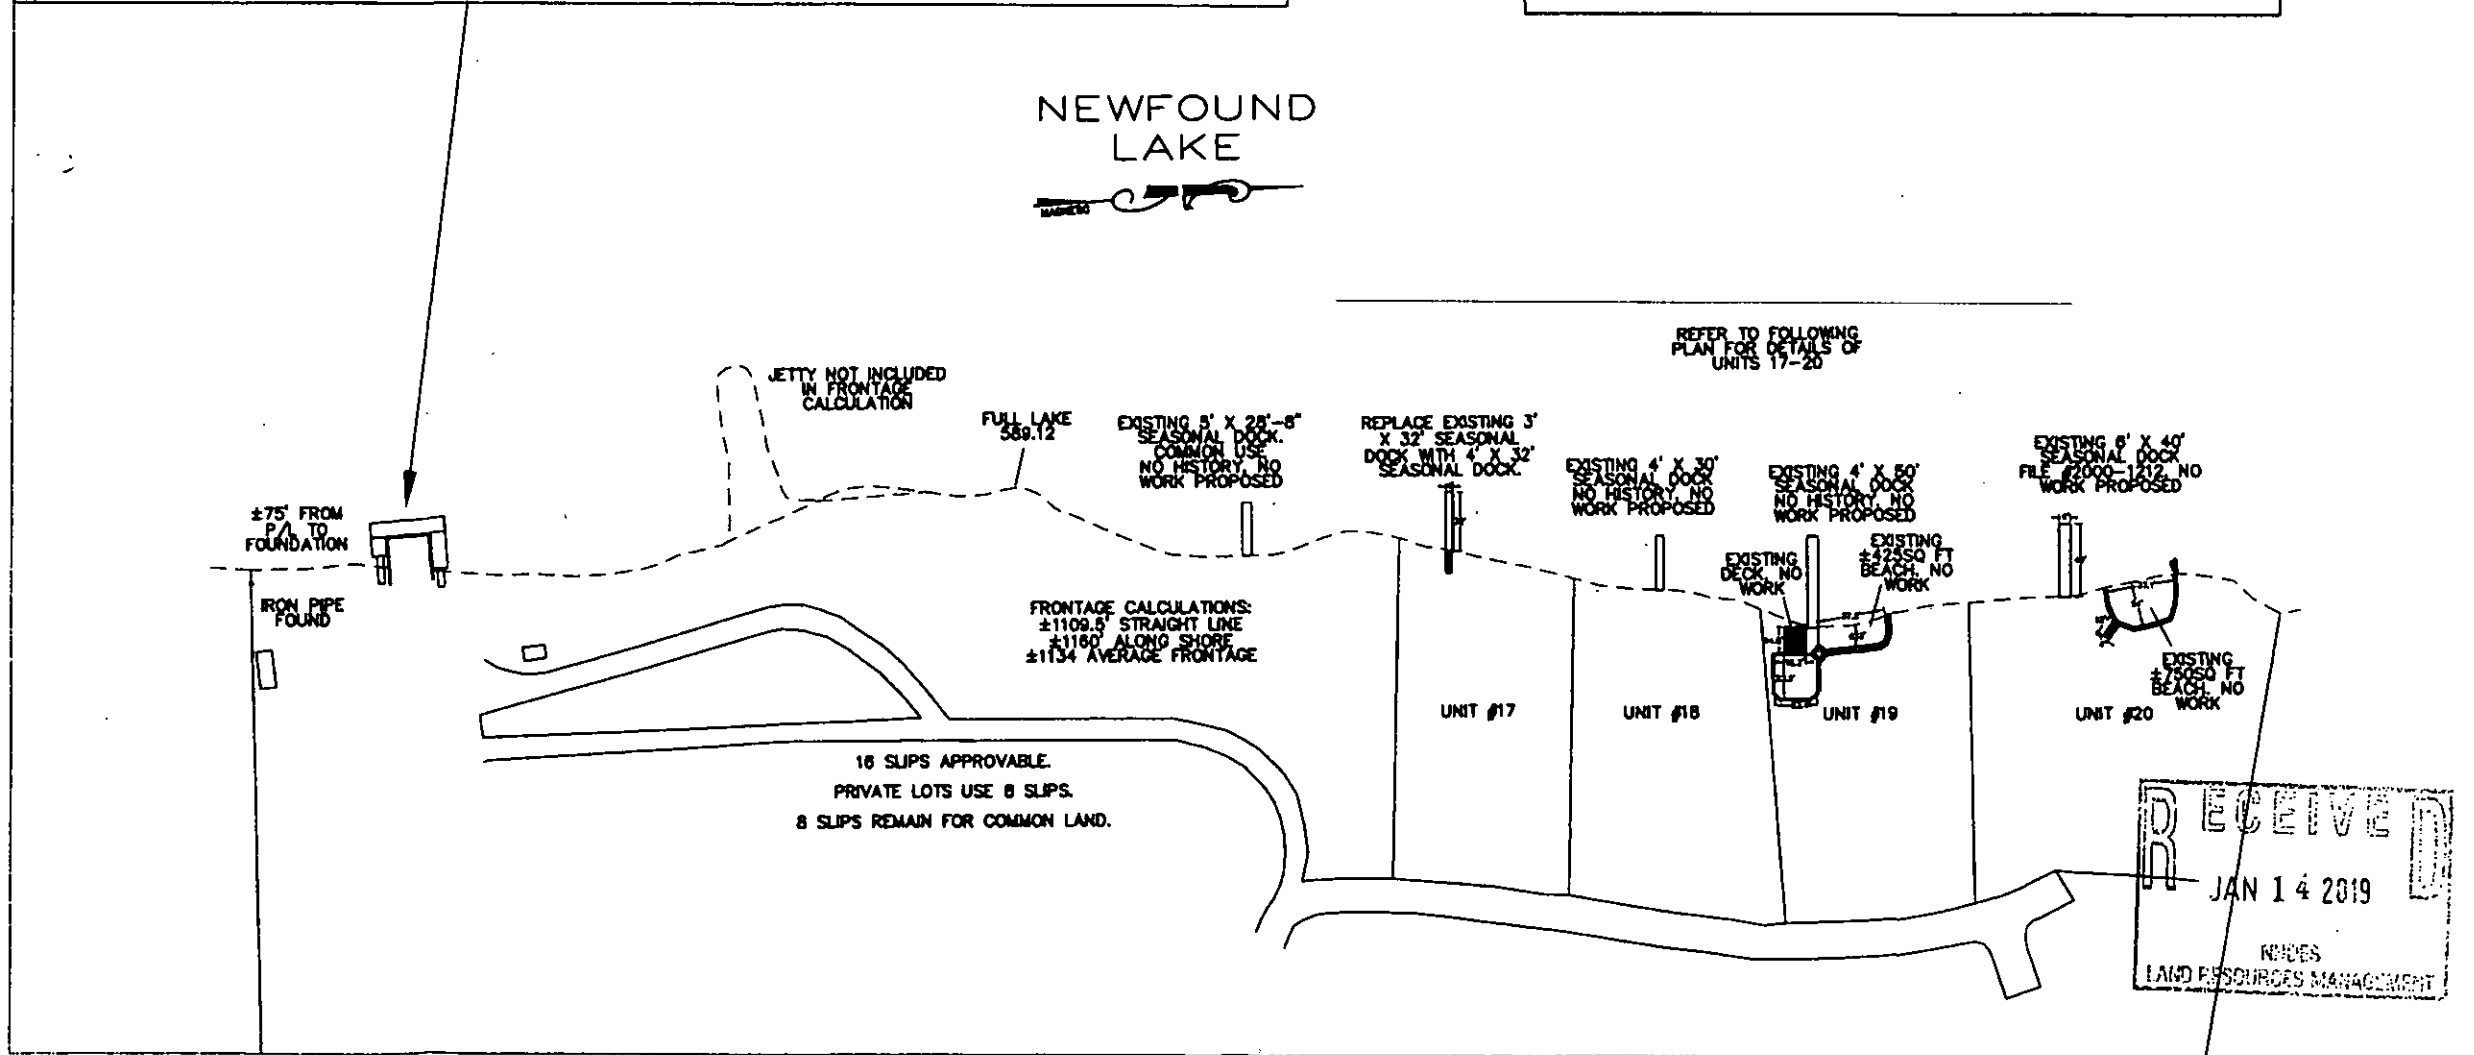 NEWFOUND
LAKE
REFER TO FOLLOWING
PLAN FOR DETAILS OF
UNITS 17-20
JETTY NOT INCLUDED
IN FRONTAGE
CALCULATION
FULL LAKE
589.12
EXISTING 5' X 28'-8"
SEASONAL DOCK.
COMMON USE
NO HISTORY, NO
WORK PROPOSED
REPLACE EXISTING 3'
X 32' SEASONAL
DOCK WITH 4' X 32'
SEASONAL DOCK.
EXISTING 4' X 30'
SEASONAL DOCK
NO HISTORY, NO
WORK PROPOSED
EXISTING 4' X 50'
SEASONAL DOCK
NO HISTORY, NO
WORK PROPOSED
EXISTING 6' X 40'
SEASONAL DOCK
FILE #2000-1212, NO
WORK PROPOSED
±75' FROM
P/L TO
FOUNDATION
IRON PIPE
FOUND
EXISTING
DECK, NO
WORK
EXISTING
±425SQ FT
BEACH, NO
WORK
FRONTAGE CALCULATIONS:
±1109.5' STRAIGHT LINE
±1160' ALONG SHORE
±1134 AVERAGE FRONTAGE
EXISTING
±750SQ FT
BEACH, NO
WORK
UNIT #17
UNIT #18
UNIT #19
UNIT #20
16 SLIPS APPROVABLE.
PRIVATE LOTS USE 8 SLIPS.
8 SLIPS REMAIN FOR COMMON LAND.
RECEIVED
JAN 14 2019
NHDES
LAND RESOURCES MANAGEMENT